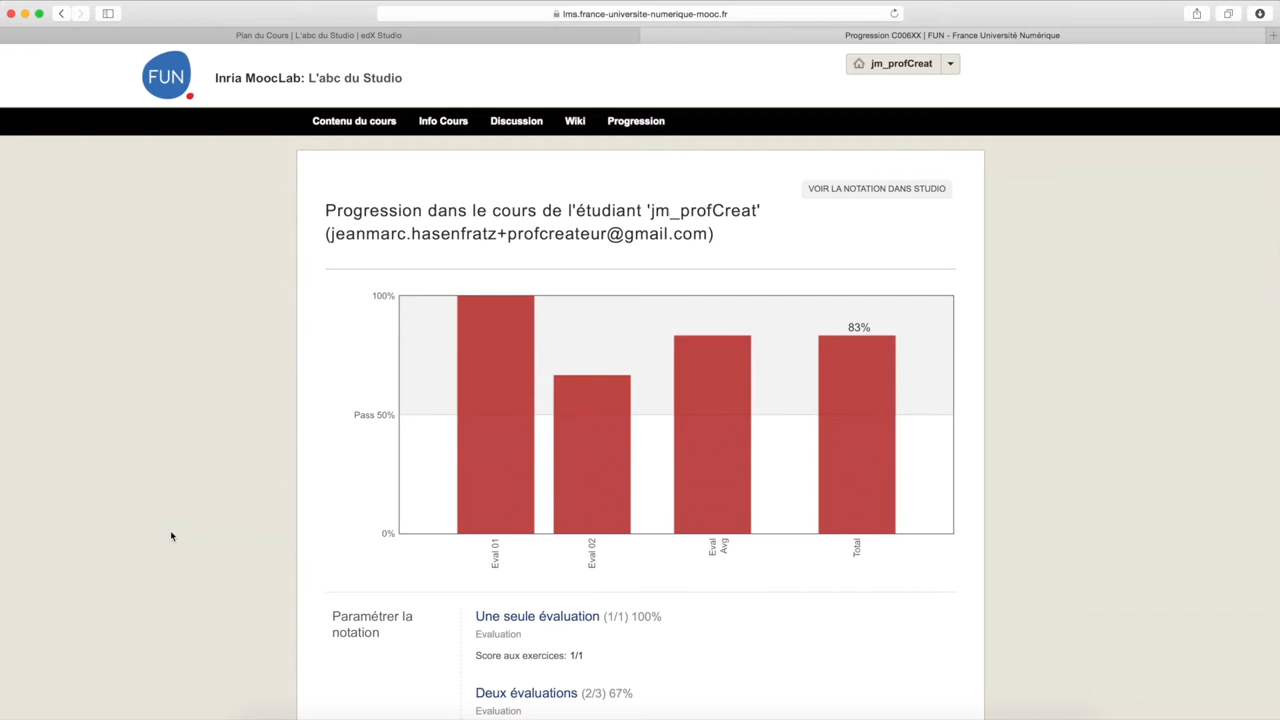 lms.france-universite-numerique-mooc.fr
Plan du Cours | L'abc du Studio | edX Studio
Progression C006XX | FUN - France Université Numérique
FUN
Inria MoocLab: L'abc du Studio
jm_profCreat
Contenu du cours
Info Cours
Discussion
Wiki
Progression
VOIR LA NOTATION DANS STUDIO
Progression dans le cours de l'étudiant 'jm_profCreat'
(jeanmarc.hasenfratz+profcreateur@gmail.com)
100%
83%
Pass 50%
0%
Eval 01
Eval 02
Eval
Avg
Total
Paramétrer la
notation
Une seule évaluation (1/1) 100%
Evaluation
Score aux exercices: 1/1
Deux évaluations (2/3) 67%
Evaluation